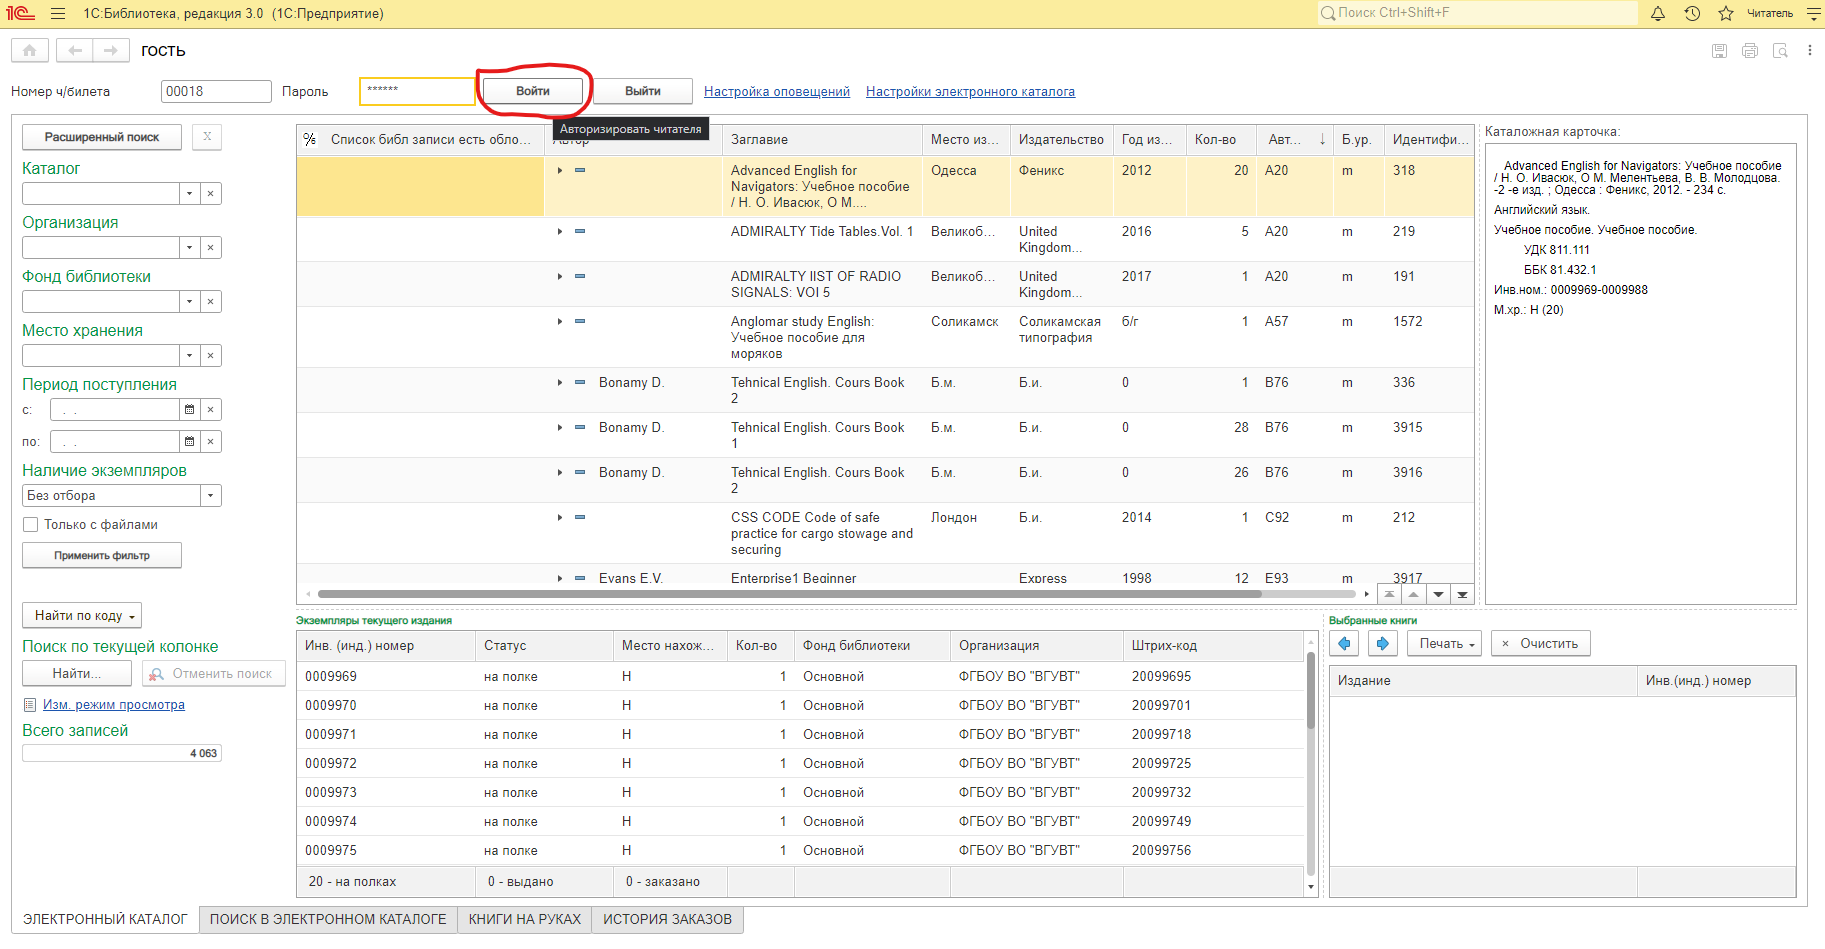 1С:Библиотека, редакция 3.0 (1С:Предприятие)
Поиск Ctrl+Shift+F
Читатель
ГОСТЬ
Номер ч/билета 00018 Пароль ****** Войти Выйти Настройка оповещений Настройки электронного каталога
Авторизировать читателя
Расширенный поиск X
Каталог
Организация
Фонд библиотеки
Место хранения
Период поступления
с: . .
по: . .
Наличие экземпляров
Без отбора
Только с файлами
Применить фильтр
Найти по коду
Поиск по текущей колонке
Найти... Отменить поиск
Изм. режим просмотра
Всего записей
4 063
% Список библ записи есть обло... Автор Заглавие Место из... Издательство Год из... Кол-во Авт... ↓ Б.ур. Идентифи...
Advanced English for Одесса Феникс 2012 20 А20 m 318
Navigators: Учебное пособие
/ Н. О. Ивасюк, О М....
ADMIRALTY Tide Tables.Vol. 1 Великоб... United 2016 5 А20 m 219
Kingdom...
ADMIRALTY IIST OF RADIO Великоб... United 2017 1 А20 m 191
SIGNALS: VOI 5 Kingdom...
Anglomar study English: Соликамск Соликамская б/г 1 А57 m 1572
Учебное пособие для типография
моряков
Bonamy D. Tehnical English. Cours Book Б.м. Б.и. 0 1 B76 m 336
2
Bonamy D. Tehnical English. Cours Book Б.м. Б.и. 0 28 B76 m 3915
1
Bonamy D. Tehnical English. Cours Book Б.м. Б.и. 0 26 B76 m 3916
2
CSS CODE Code of safe Лондон Б.и. 2014 1 C92 m 212
practice for cargo stowage and
securing
Evans E.V. Enterprise1 Beginner Express 1998 12 E93 m 3917
Каталожная карточка:
Advanced English for Navigators: Учебное пособие
/ Н. О. Ивасюк, О М. Мелентьева, В. В. Молодцова.
-2 -е изд. ; Одесса : Феникс, 2012. - 234 с.
Английский язык.
Учебное пособие. Учебное пособие.
УДК 811.111
ББК 81.432.1
Инв.ном.: 0009969-0009988
М.хр.: Н (20)
Экземпляры текущего издания
Инв. (инд.) номер Статус Место нахож... Кол-во Фонд библиотеки Организация Штрих-код
0009969 на полке Н 1 Основной ФГБОУ ВО "ВГУВТ" 20099695
0009970 на полке Н 1 Основной ФГБОУ ВО "ВГУВТ" 20099701
0009971 на полке Н 1 Основной ФГБОУ ВО "ВГУВТ" 20099718
0009972 на полке Н 1 Основной ФГБОУ ВО "ВГУВТ" 20099725
0009973 на полке Н 1 Основной ФГБОУ ВО "ВГУВТ" 20099732
0009974 на полке Н 1 Основной ФГБОУ ВО "ВГУВТ" 20099749
0009975 на полке Н 1 Основной ФГБОУ ВО "ВГУВТ" 20099756
20 - на полках 0 - выдано 0 - заказано
Выбранные книги
Печать × Очистить
Издание Инв.(инд.) номер
ЭЛЕКТРОННЫЙ КАТАЛОГ ПОИСК В ЭЛЕКТРОННОМ КАТАЛОГЕ КНИГИ НА РУКАХ ИСТОРИЯ ЗАКАЗОВ